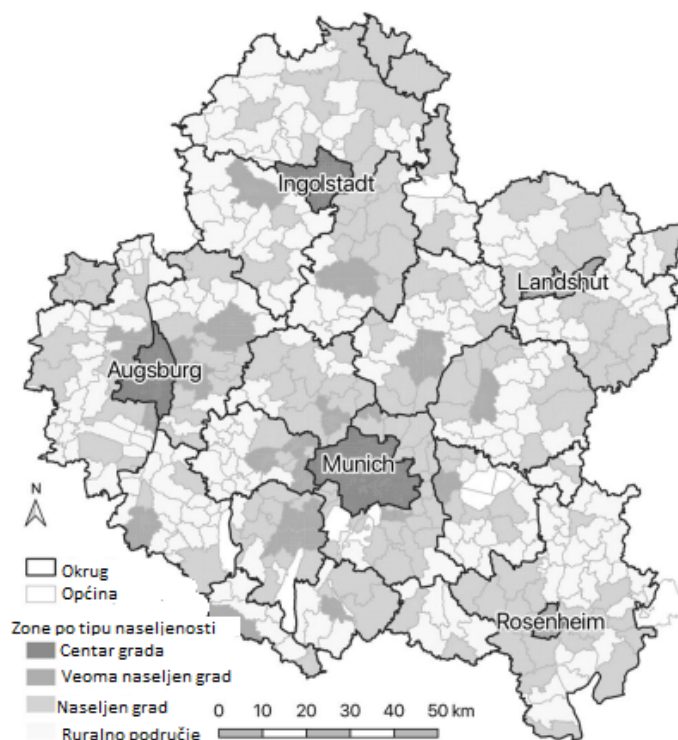 Ingolstadt
Landshut
Augsburg
Munich
N
Okrug
Općina
Rosenheim
Zone po tipu naseljenosti
Centar grada
Veoma naseljen grad
Naseljen grad
0 10 20 30 40 50 km
Ruralno područje